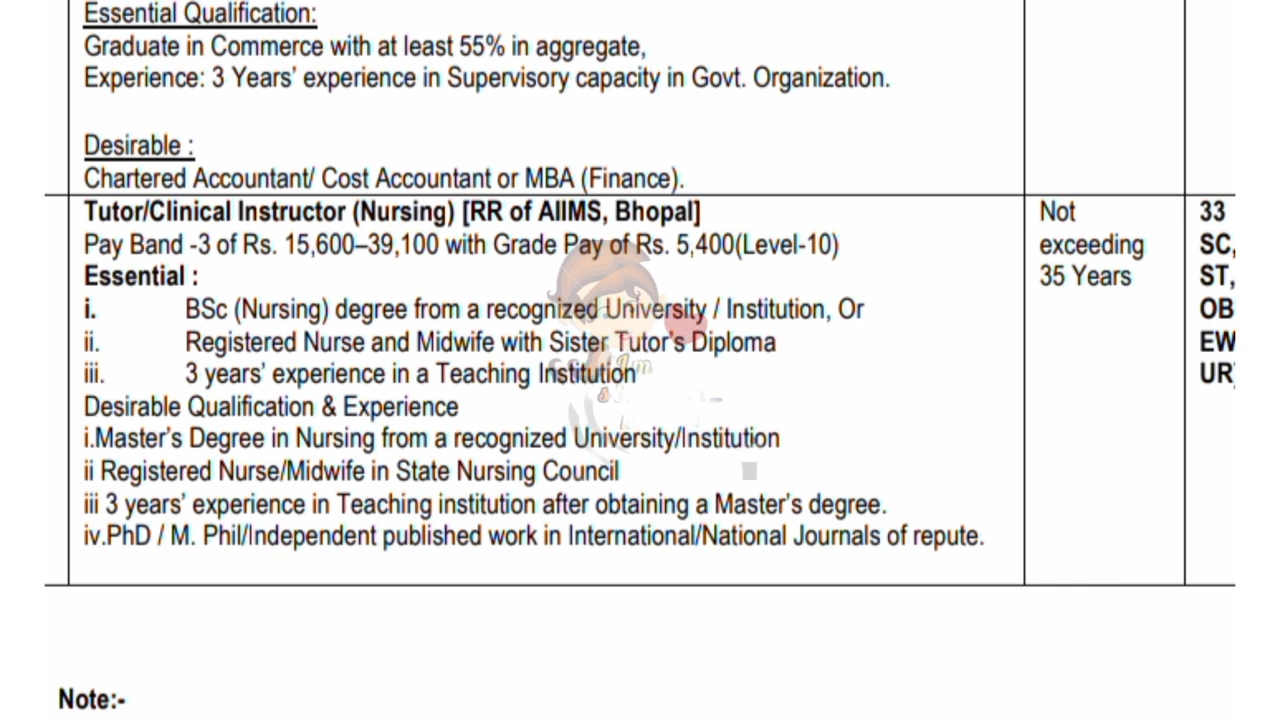 Essential Qualification:
Graduate in Commerce with at least 55% in aggregate,
Experience: 3 Years' experience in Supervisory capacity in Govt. Organization.
Desirable :
Chartered Accountant/ Cost Accountant or MBA (Finance).
Tutor/Clinical Instructor (Nursing) [RR of AIIMS, Bhopal]
Pay Band -3 of Rs. 15,600–39,100 with Grade Pay of Rs. 5,400(Level-10)
Essential :
i. BSc (Nursing) degree from a recognized University / Institution, Or
ii. Registered Nurse and Midwife with Sister Tutor's Diploma
iii. 3 years' experience in a Teaching Institution
Desirable Qualification & Experience
i.Master's Degree in Nursing from a recognized University/Institution
ii Registered Nurse/Midwife in State Nursing Council
iii 3 years' experience in Teaching institution after obtaining a Master's degree.
iv.PhD / M. Phil/Independent published work in International/National Journals of repute.
Not
exceeding
35 Years
33
SC,
ST,
OB
EW
UR
Note:-